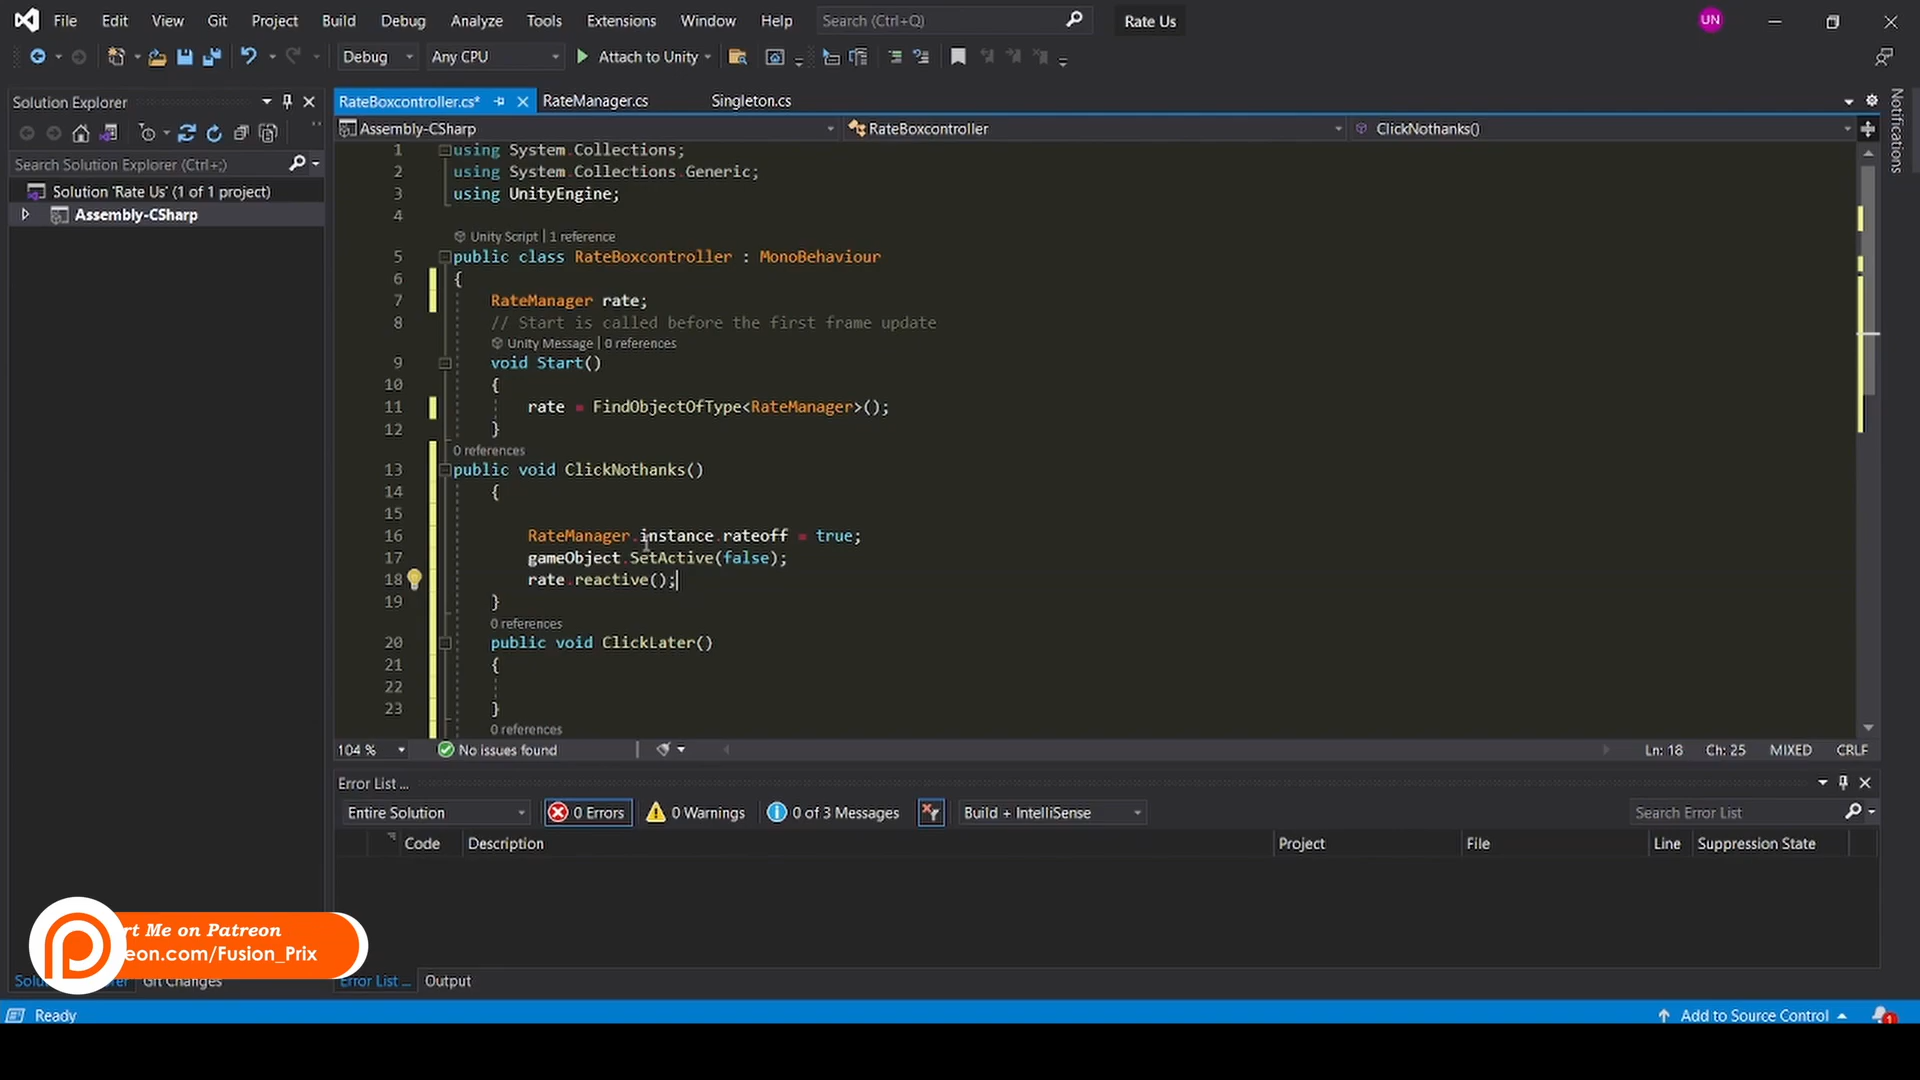 File Edit View Git Project Build Debug Test Analyze Tools Extensions Window Help Search (Ctrl+Q) Rate Us UN
Debug Any CPU Attach to Unity
Solution Explorer
Search Solution Explorer (Ctrl+;)
Solution 'Rate Us' (1 of 1 project)
Assembly-CSharp
RateBoxcontroller.cs* RateManager.cs Singleton.cs
Assembly-CSharp RateBoxcontroller ClickNothanks()
Notifications
1 using System.Collections;
2 using System.Collections.Generic;
3 using UnityEngine;
4
Unity Script | 1 reference
5 public class RateBoxcontroller : MonoBehaviour
6 {
7 RateManager rate;
8 // Start is called before the first frame update
Unity Message | 0 references
9 void Start()
10 {
11 rate = FindObjectOfType<RateManager>();
12 }
0 references
13 public void ClickNothanks()
14 {
15
16 RateManager.instance.rateoff = true;
17 gameObject.SetActive(false);
18 rate.reactive();
19 }
0 references
20 public void ClickLater()
21 {
22
23 }
0 references
104 % No issues found Ln: 18 Ch: 25 MIXED CRLF
Error List ...
Entire Solution 0 Errors 0 Warnings 0 of 3 Messages Build + IntelliSense Search Error List
Code Description Project File Line Suppression State
rt Me on Patreon
eon.com/Fusion_Prix
Git Changes
Error List ... Output
Ready Add to Source Control 1